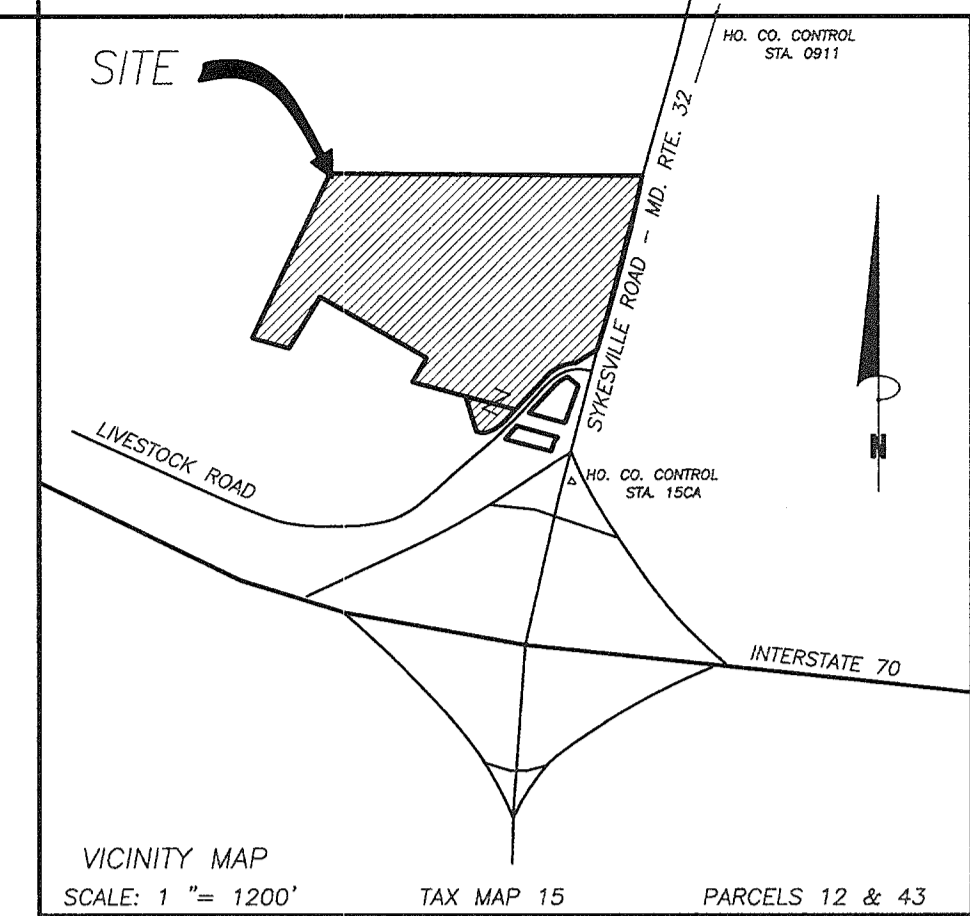 SITE
HO. CO. CONTROL
STA. 0911
SYKESVILLE ROAD - MD. RTE. 32
N
LIVESTOCK ROAD
HO. CO. CONTROL
STA. 15CA
INTERSTATE 70
VICINITY MAP
SCALE: 1 "= 1200'
TAX MAP 15
PARCELS 12 & 43